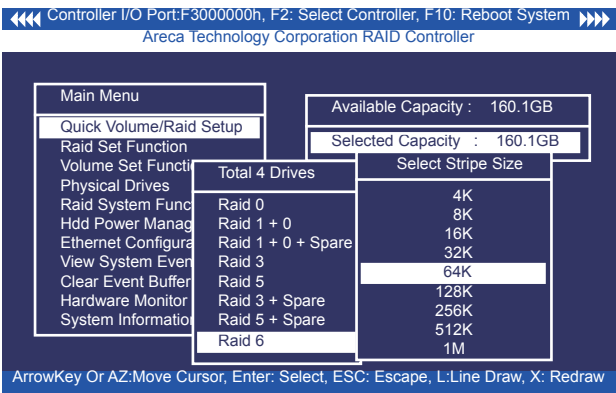 Controller I/O Port:F3000000h, F2: Select Controller, F10: Reboot System
Areca Technology Corporation RAID Controller
Main Menu
Quick Volume/Raid Setup
Raid Set Function
Volume Set Functi
Physical Drives
Raid System Func
Hdd Power Manag
Ethernet Configura
View System Even
Clear Event Buffer
Hardware Monitor
System Informatio
Total 4 Drives
Raid 0
Raid 1 + 0
Raid 1 + 0 + Spare
Raid 3
Raid 5
Raid 3 + Spare
Raid 5 + Spare
Raid 6
Available Capacity : 160.1GB
Selected Capacity : 160.1GB
Select Stripe Size
4K
8K
16K
32K
64K
128K
256K
512K
1M
ArrowKey Or AZ:Move Cursor, Enter: Select, ESC: Escape, L:Line Draw, X: Redraw